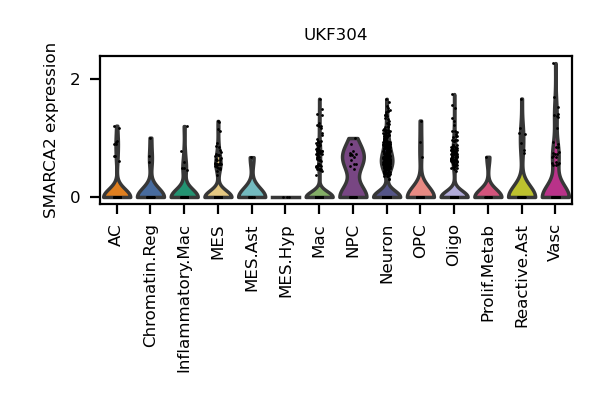 UKF304
SMARCA2 expression
2
0
AC
Chromatin.Reg
Inflammatory.Mac
MES
MES.Ast
MES.Hyp
Mac
NPC
Neuron
OPC
Oligo
Prolif.Metab
Reactive.Ast
Vasc